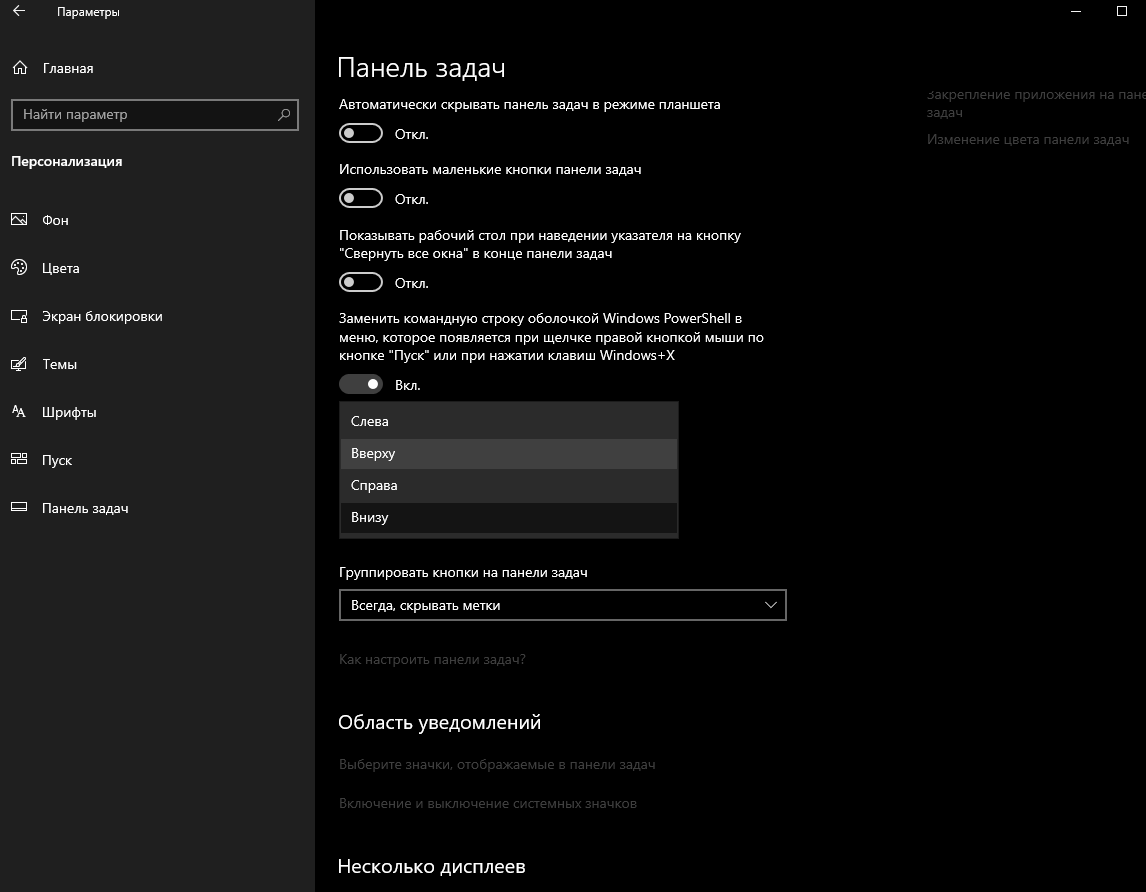 Параметры
Главная
Найти параметр
Персонализация
Фон
Цвета
Экран блокировки
Темы
Шрифты
Пуск
Панель задач
Панель задач
Автоматически скрывать панель задач в режиме планшета
Откл.
Использовать маленькие кнопки панели задач
Откл.
Показывать рабочий стол при наведении указателя на кнопку
"Свернуть все окна" в конце панели задач
Откл.
Заменить командную строку оболочкой Windows PowerShell в
меню, которое появляется при щелчке правой кнопкой мыши по
кнопке "Пуск" или при нажатии клавиш Windows+X
Вкл.
Слева
Вверху
Справа
Внизу
Группировать кнопки на панели задач
Всегда, скрывать метки
Как настроить панели задач?
Область уведомлений
Выберите значки, отображаемые в панели задач
Включение и выключение системных значков
Несколько дисплеев
Закрепление приложения на пане
задач
Изменение цвета панели задач